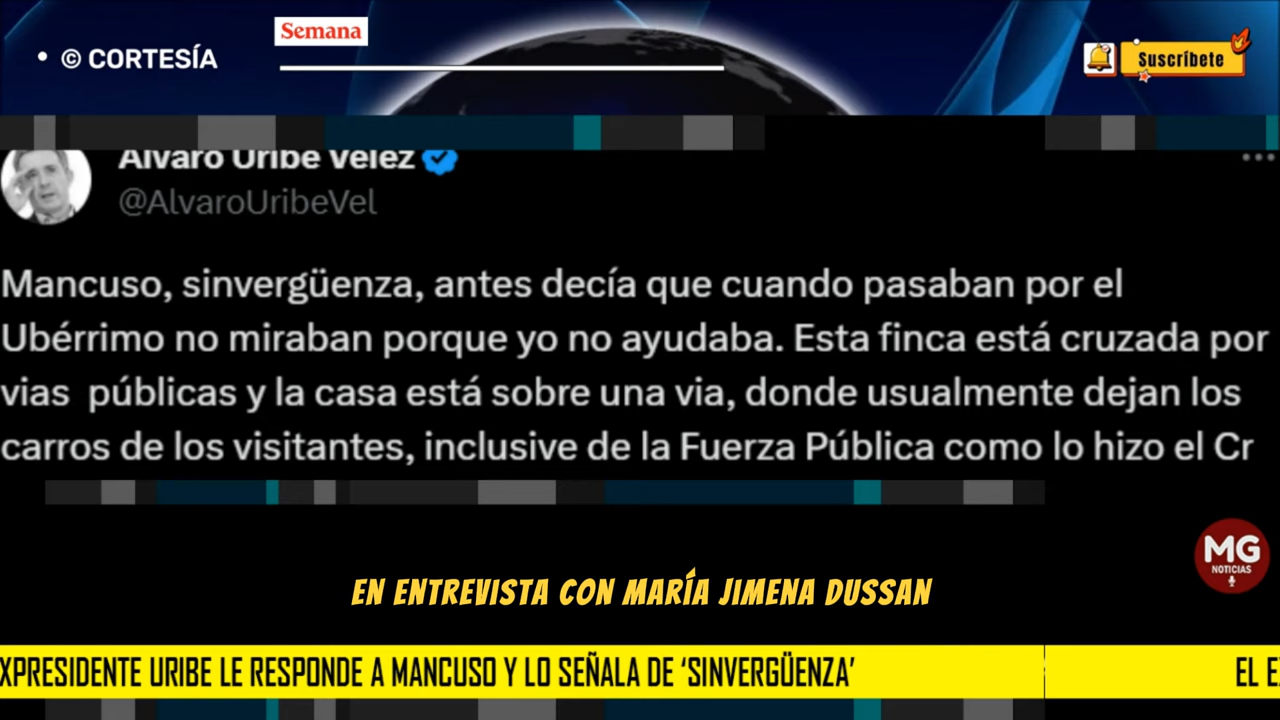 Semana
• © CORTESÍA
Suscríbete
Alvaro Uribe Vélez
@AlvaroUribeVel
Mancuso, sinvergüenza, antes decía que cuando pasaban por el
Ubérrimo no miraban porque yo no ayudaba. Esta finca está cruzada por
vias públicas y la casa está sobre una via, donde usualmente dejan los
carros de los visitantes, inclusive de la Fuerza Pública como lo hizo el Cr
MG
NOTICIAS
EN ENTREVISTA CON MARÍA JIMENA DUSSAN
XPRESIDENTE URIBE LE RESPONDE A MANCUSO Y LO SEÑALA DE ‘SINVERGÜENZA’
EL E